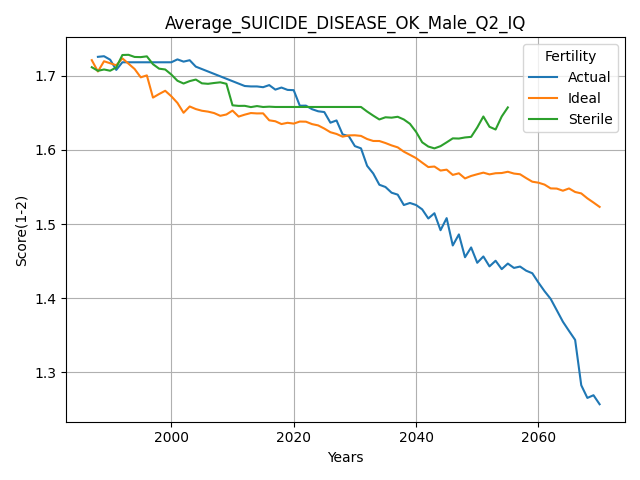 Average_SUICIDE_DISEASE_OK_Male_Q2_IQ
Fertility
Actual
Ideal
Sterile
Score(1-2)
1.7
1.6
1.5
1.4
1.3
2000 2020 2040 2060
Years